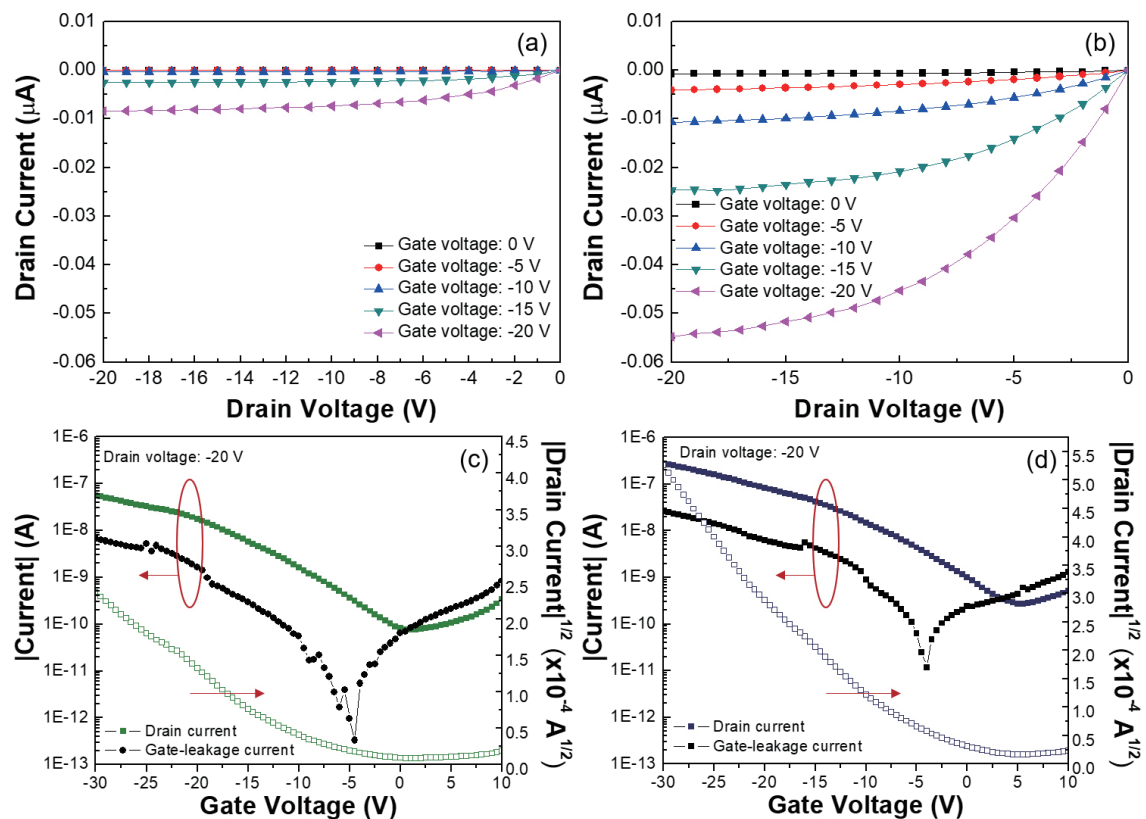 (a)
0.01
0.00
-0.01
-0.02
-0.03
-0.04
-0.05
-0.06
Drain Current (μA)
Gate voltage: 0 V
Gate voltage: -5 V
Gate voltage: -10 V
Gate voltage: -15 V
Gate voltage: -20 V
-20 -18 -16 -14 -12 -10 -8 -6 -4 -2 0
Drain Voltage (V)
(b)
0.01
0.00
-0.01
-0.02
-0.03
-0.04
-0.05
-0.06
Drain Current (μA)
Gate voltage: 0 V
Gate voltage: -5 V
Gate voltage: -10 V
Gate voltage: -15 V
Gate voltage: -20 V
-20 -15 -10 -5 0
Drain Voltage (V)
(c)
Drain voltage: -20 V
1E-6
1E-7
1E-8
1E-9
1E-10
1E-11
1E-12
1E-13
|Current| (A)
4.5
4.0
3.5
3.0
2.5
2.0
1.5
1.0
0.5
0.0
|Drain Current|1/2 (x10-4 A1/2)
Drain current
Gate-leakage current
-30 -25 -20 -15 -10 -5 0 5 10
Gate Voltage (V)
(d)
Drain voltage: -20 V
1E-6
1E-7
1E-8
1E-9
1E-10
1E-11
1E-12
1E-13
|Current| (A)
5.5
5.0
4.5
4.0
3.5
3.0
2.5
2.0
1.5
1.0
0.5
0.0
|Drain Current|1/2 (x10-4 A1/2)
Drain current
Gate-leakage current
-30 -25 -20 -15 -10 -5 0 5 10
Gate Voltage (V)